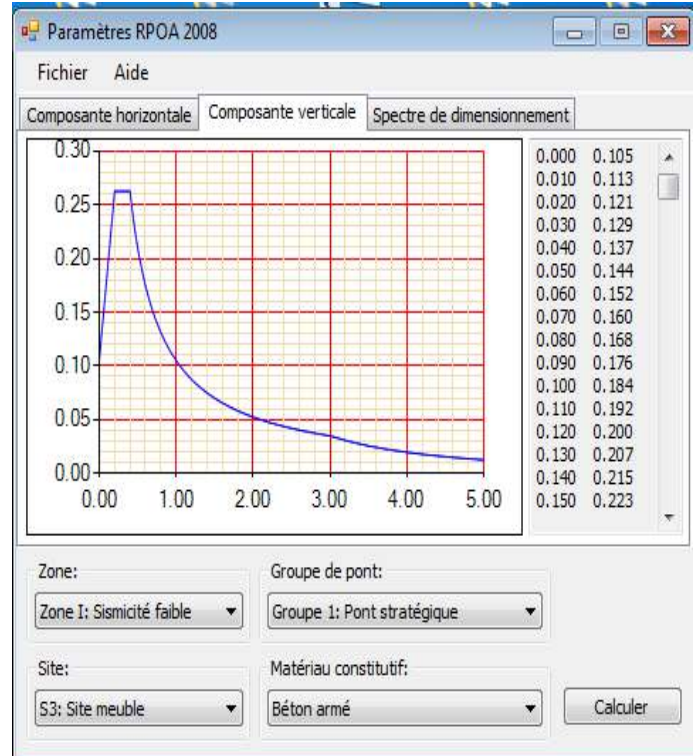 Paramètres RPOA 2008
Fichier Aide
Composante horizontale Composante verticale Spectre de dimensionnement
0.30
0.25
0.20
0.15
0.10
0.05
0.00
0.00 1.00 2.00 3.00 4.00 5.00
0.000 0.105
0.010 0.113
0.020 0.121
0.030 0.129
0.040 0.137
0.050 0.144
0.060 0.152
0.070 0.160
0.080 0.168
0.090 0.176
0.100 0.184
0.110 0.192
0.120 0.200
0.130 0.207
0.140 0.215
0.150 0.223
Zone: Groupe de pont:
Zone I: Sismicité faible Groupe 1: Pont stratégique
Site: Matériau constitutif:
S3: Site meuble Béton armé Calculer